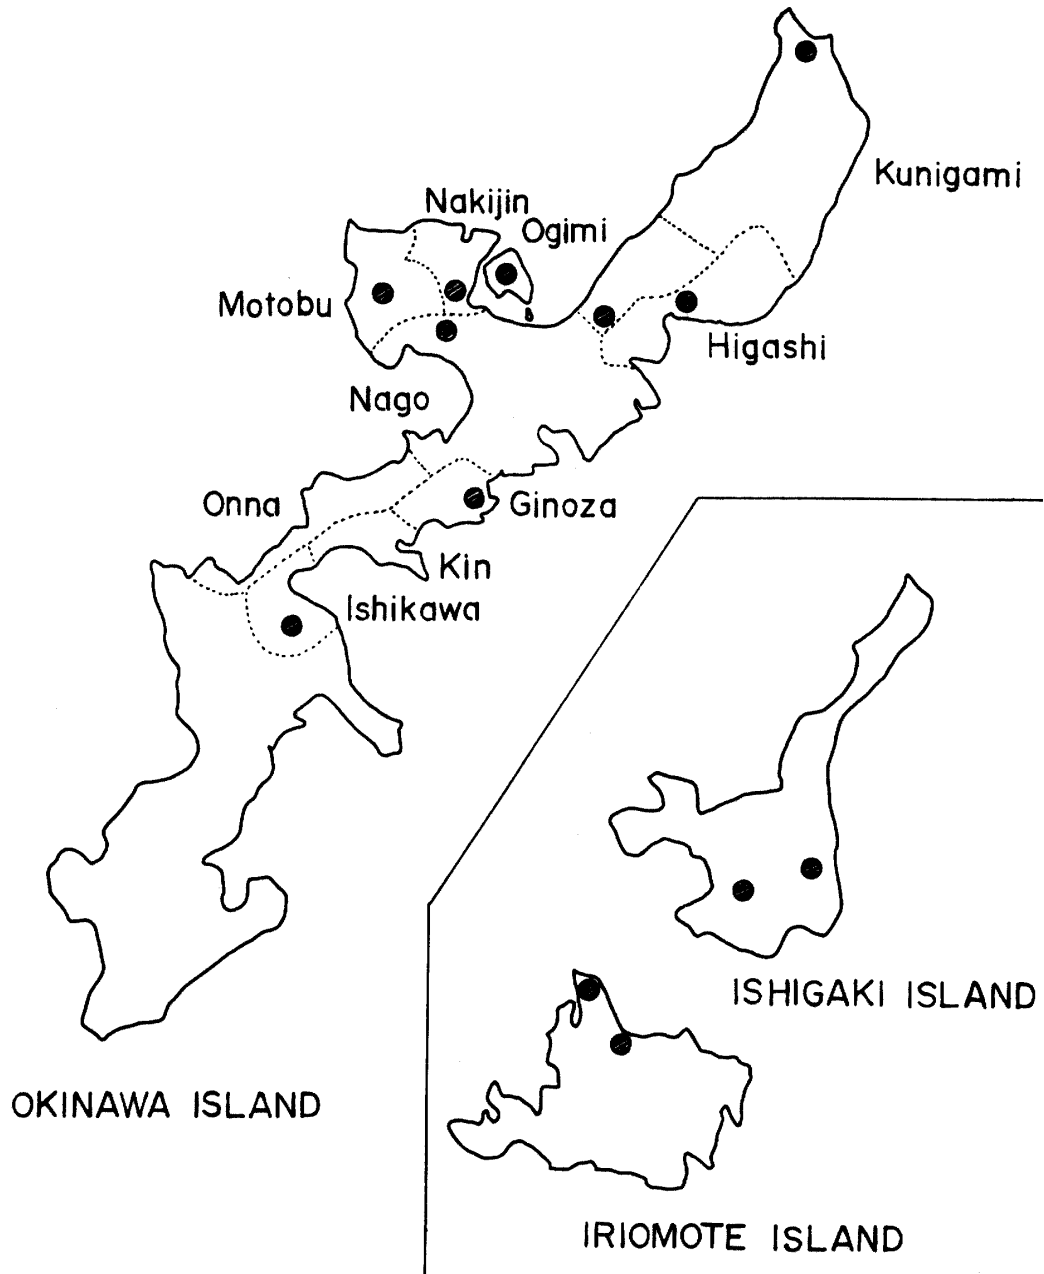 Kunigami
Nakijin
Ogimi
Motobu
Higashi
Nago
Onna
Ginoza
Kin
Ishikawa
ISHIGAKI ISLAND
OKINAWA ISLAND
IRIOMOTE ISLAND